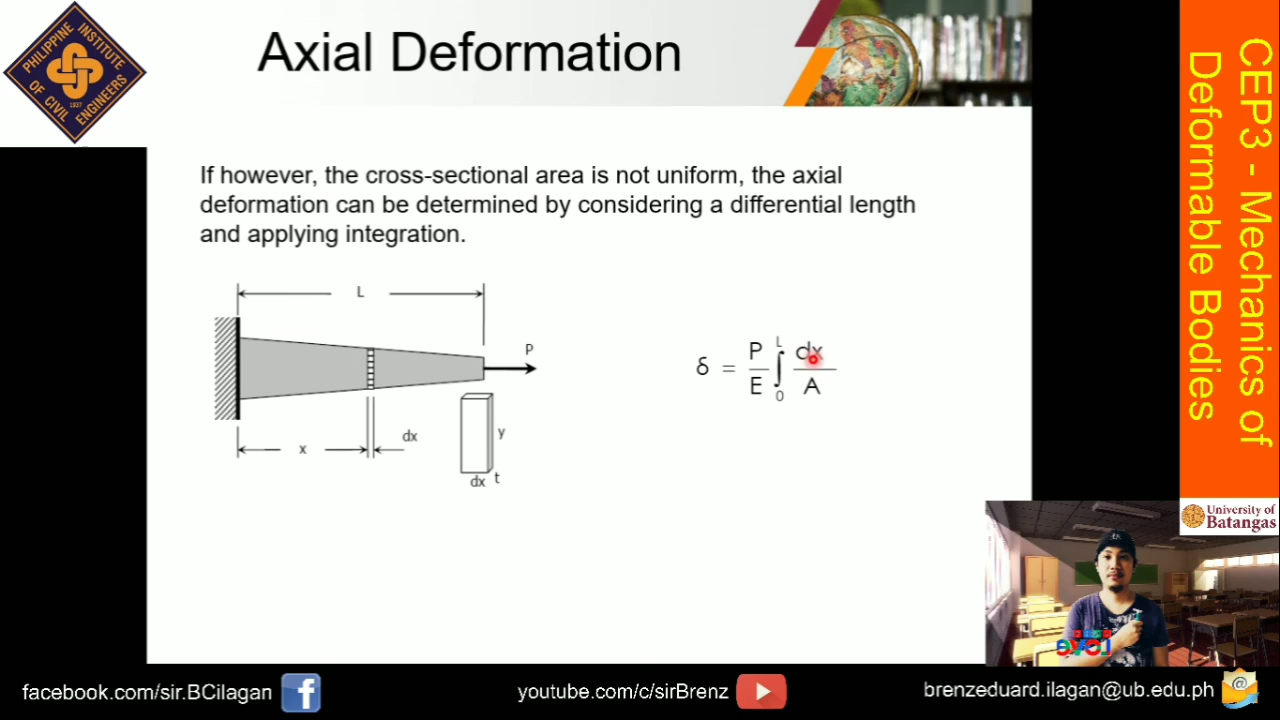 PHILIPPINE INSTITUTE
OF CIVIL ENGINEERS
1937
Axial Deformation
CEP3 - Mechanics of
Deformable Bodies
If however, the cross-sectional area is not uniform, the axial
deformation can be determined by considering a differential length
and applying integration.
L
P
x
dx
y
dx t
δ = P/E ∫₀ᴸ dx/A
University of
Batangas
facebook.com/sir.BCilagan
youtube.com/c/sirBrenz
brenzeduard.ilagan@ub.edu.ph